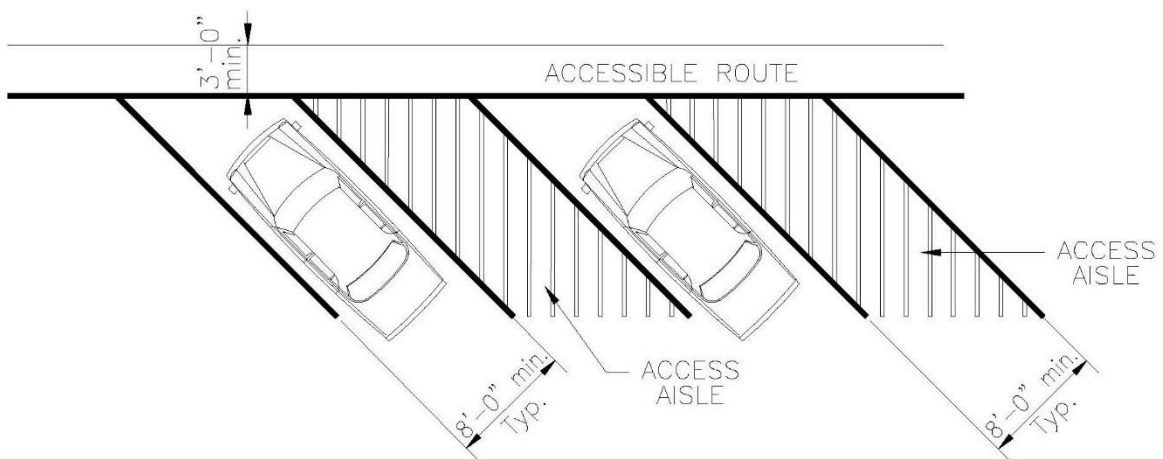 3'-0"
min.
ACCESSIBLE ROUTE
ACCESS
AISLE
ACCESS
AISLE
8'-0" min.
Typ.
8'-0" min.
Typ.